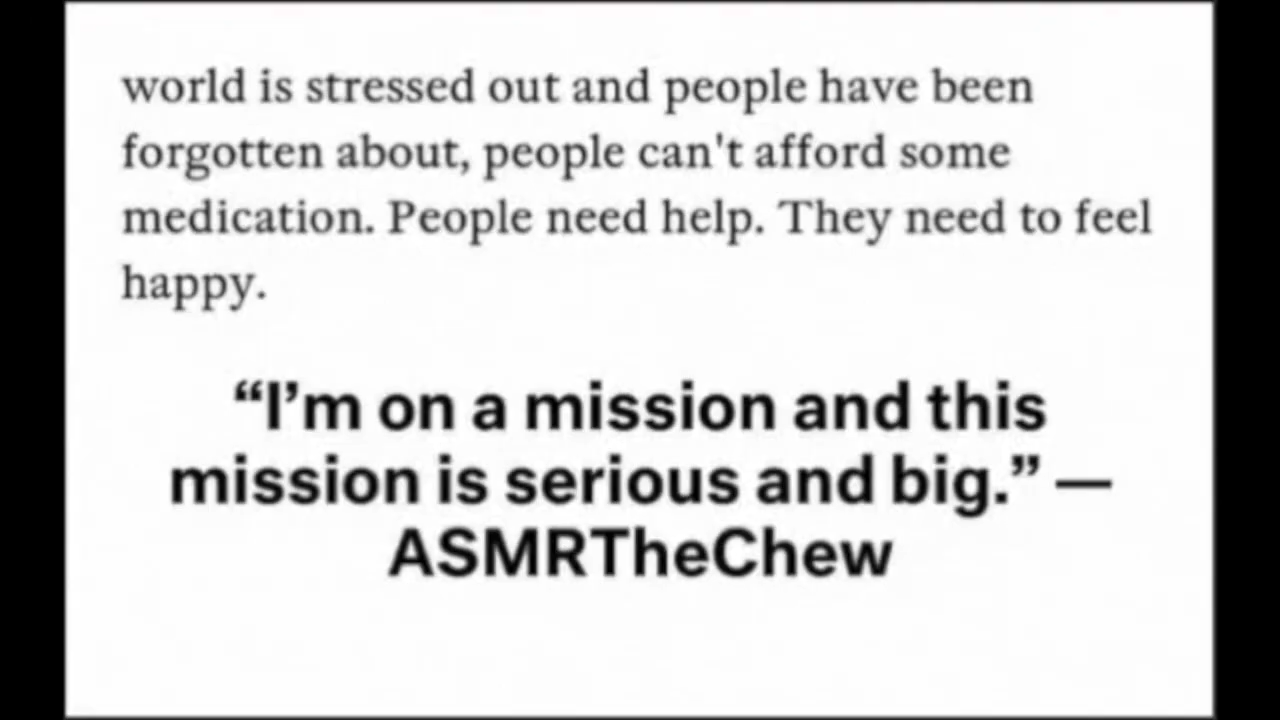 world is stressed out and people have been
forgotten about, people can't afford some
medication. People need help. They need to feel
happy.
“I’m on a mission and this
mission is serious and big.” —
ASMRTheChew